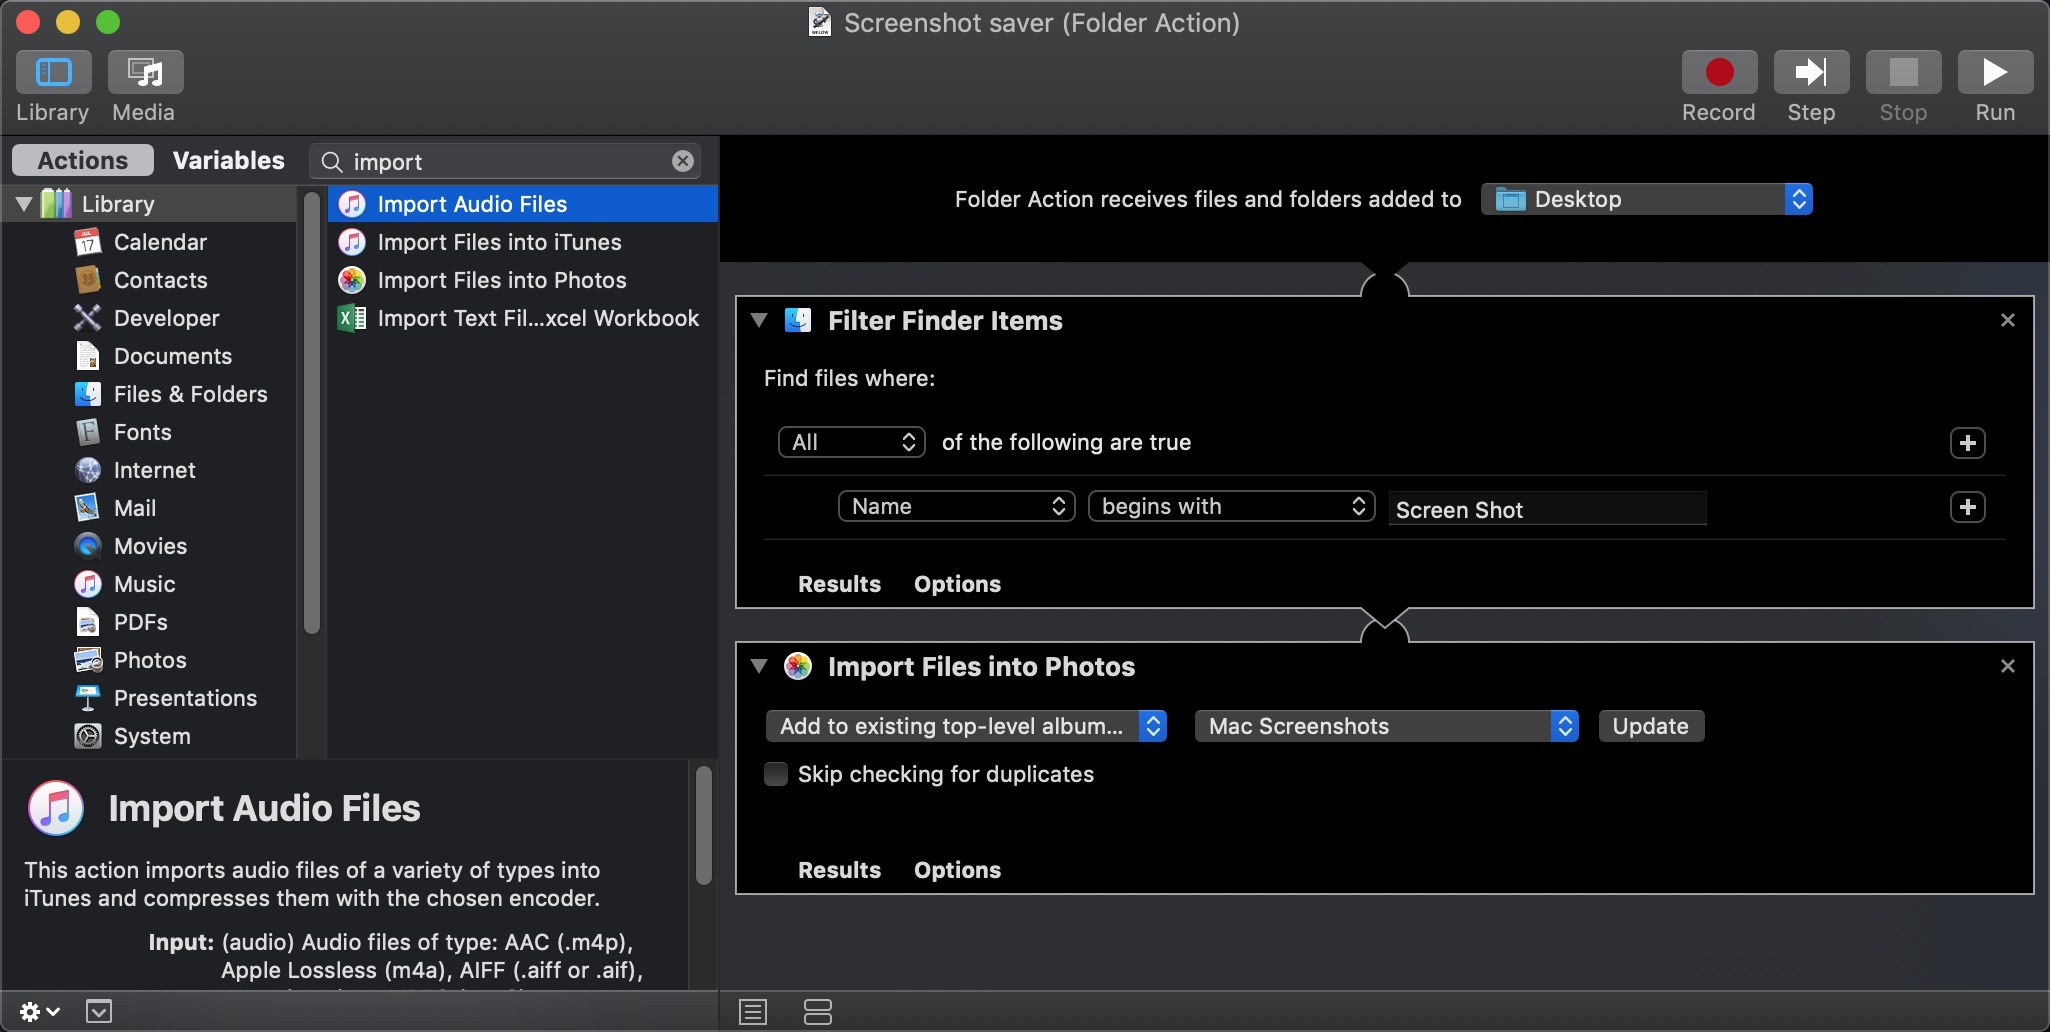 Screenshot saver (Folder Action)
Library
Media
Record
Step
Stop
Run
Actions
Variables
import
Library
Calendar
Contacts
Developer
Documents
Files & Folders
Fonts
Internet
Mail
Movies
Music
PDFs
Photos
Presentations
System
Import Audio Files
Import Files into iTunes
Import Files into Photos
Import Text Fil...xcel Workbook
Import Audio Files
This action imports audio files of a variety of types into
iTunes and compresses them with the chosen encoder.
Input: (audio) Audio files of type: AAC (.m4p),
Apple Lossless (m4a), AIFF (.aiff or .aif),
Folder Action receives files and folders added to Desktop
Filter Finder Items
Find files where:
All of the following are true
Name begins with Screen Shot
Results Options
Import Files into Photos
Add to existing top-level album... Mac Screenshots Update
Skip checking for duplicates
Results Options